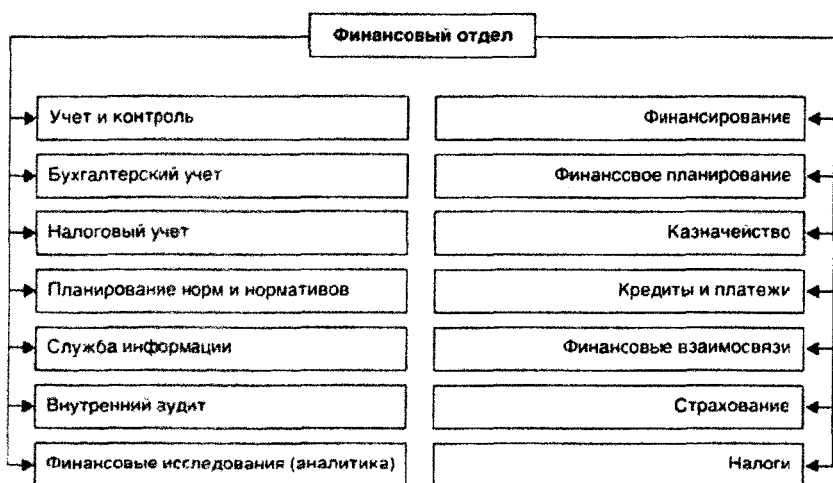 Финансовый отдел
Учет и контроль
Финансирование
Бухгалтерский учет
Финансовое планирование
Налоговый учет
Казначейство
Планирование норм и нормативов
Кредиты и платежи
Служба информации
Финансовые взаимосвязи
Внутренний аудит
Страхование
Финансовые исследования (аналитика)
Налоги